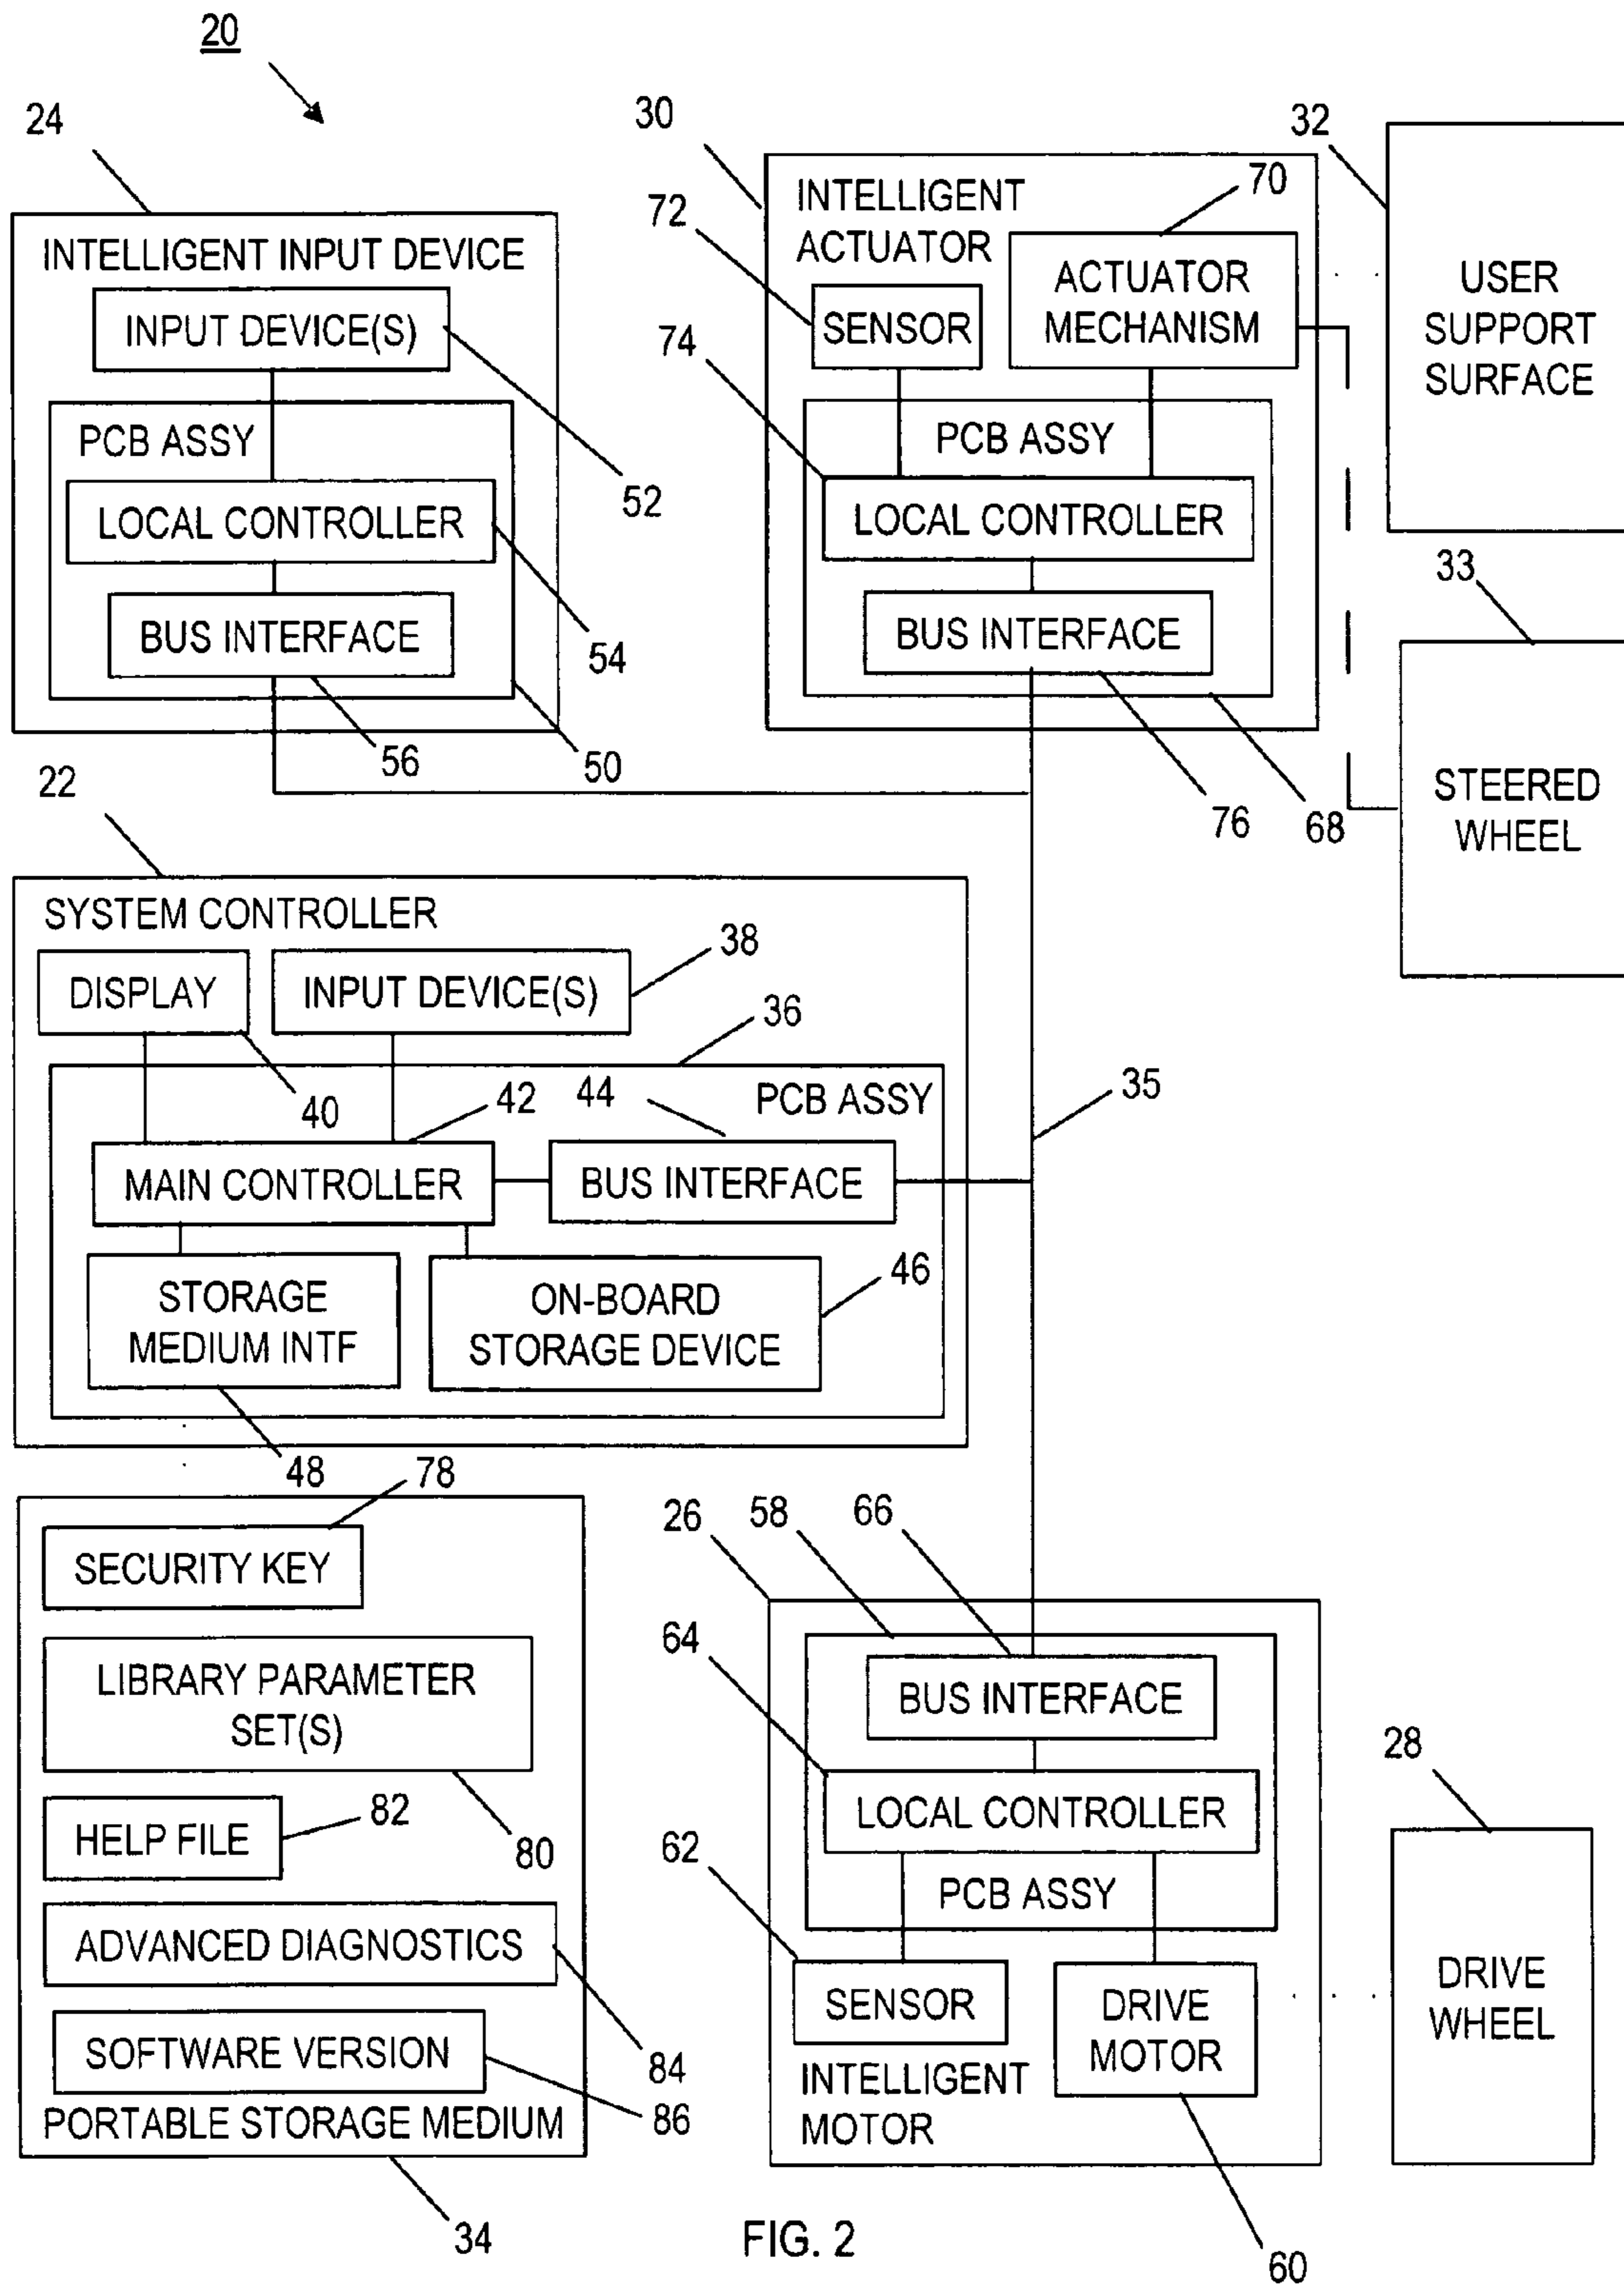 20
24
INTELLIGENT INPUT DEVICE
INPUT DEVICE(S)
PCB ASSY
LOCAL CONTROLLER
BUS INTERFACE
52
54
56
50
30
INTELLIGENT
ACTUATOR
70
72
SENSOR
ACTUATOR
MECHANISM
74
PCB ASSY
LOCAL CONTROLLER
BUS INTERFACE
76
68
32
USER
SUPPORT
SURFACE
33
STEERED
WHEEL
22
SYSTEM CONTROLLER
DISPLAY
INPUT DEVICE(S)
38
36
40
42
44
PCB ASSY
MAIN CONTROLLER
BUS INTERFACE
35
STORAGE
MEDIUM INTF
ON-BOARD
STORAGE DEVICE
46
48
78
SECURITY KEY
LIBRARY PARAMETER
SET(S)
HELP FILE
82
80
ADVANCED DIAGNOSTICS
SOFTWARE VERSION
84
86
PORTABLE STORAGE MEDIUM
34
26
58
66
64
BUS INTERFACE
LOCAL CONTROLLER
62
PCB ASSY
SENSOR
DRIVE
MOTOR
INTELLIGENT
MOTOR
60
28
DRIVE
WHEEL
FIG. 2